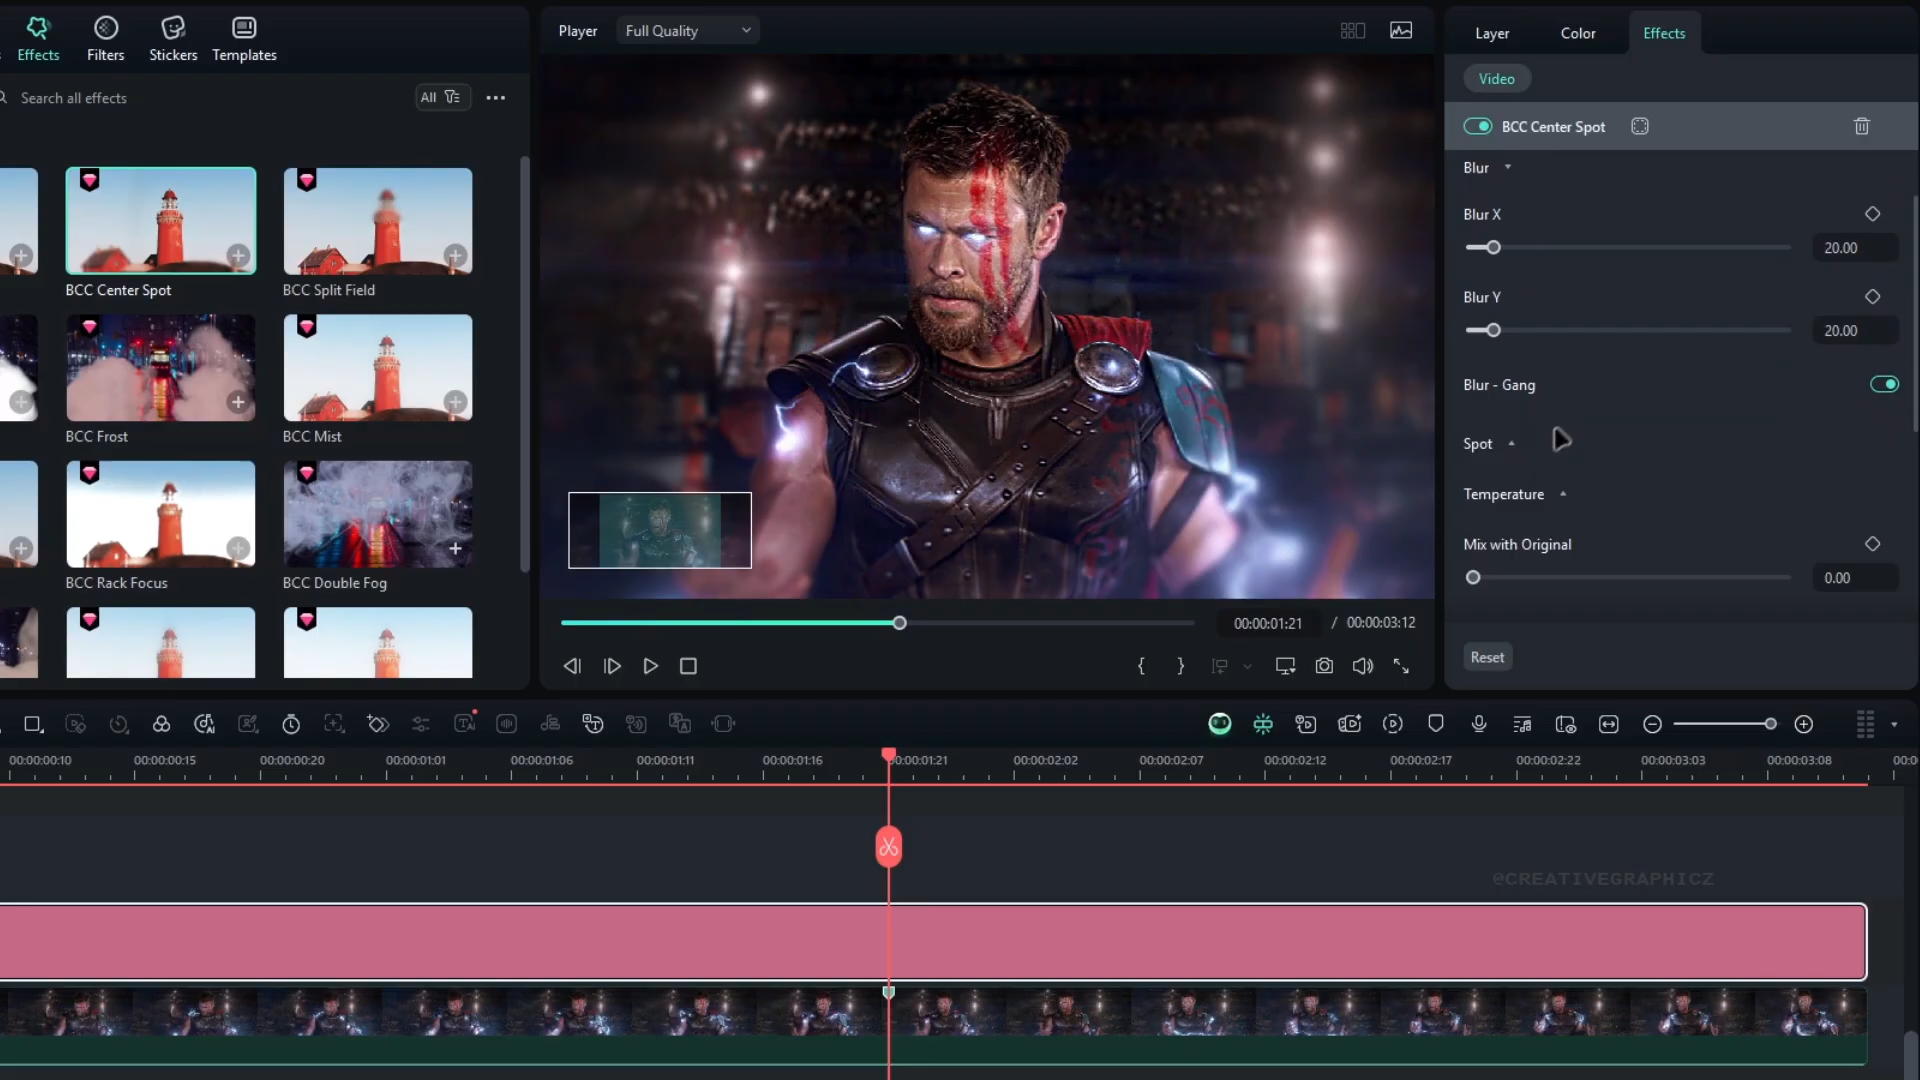 Effects
Filters
Stickers
Templates
Search all effects
All
BCC Center Spot
BCC Split Field
BCC Frost
BCC Mist
BCC Rack Focus
BCC Double Fog
Player
Full Quality
00:00:01:21 / 00:00:03:12
Layer
Color
Effects
Video
BCC Center Spot
Blur
Blur X
20.00
Blur Y
20.00
Blur - Gang
Spot
Temperature
Mix with Original
0.00
Reset
00:00:00:10 00:00:00:15 00:00:00:20 00:00:01:01 00:00:01:06 00:00:01:11 00:00:01:16 00:00:01:21 00:00:02:02 00:00:02:07 00:00:02:12 00:00:02:17 00:00:02:22 00:00:03:03 00:00:03:08 00:0
@CREATIVEGRAPHICZ